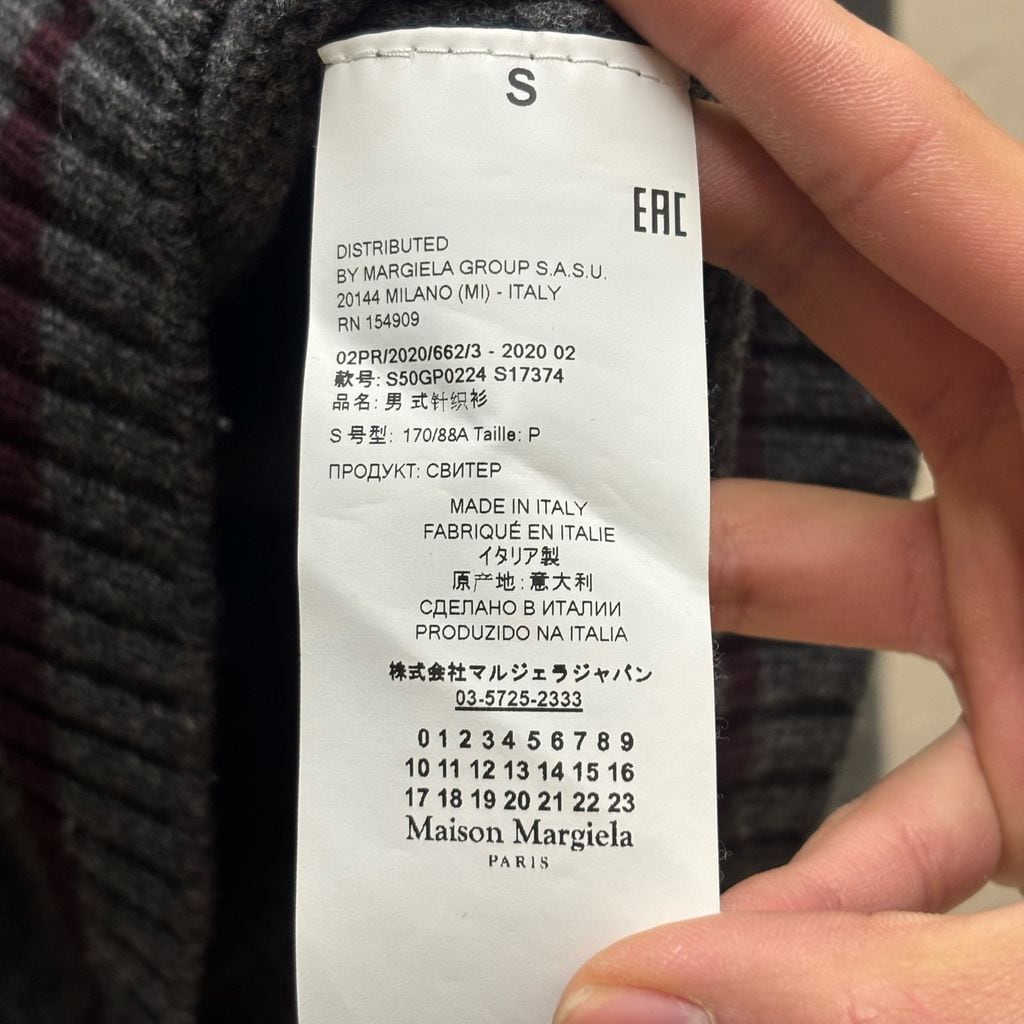 S
EAC
DISTRIBUTED
BY MARGIELA GROUP S.A.S.U.
20144 MILANO (MI) - ITALY
RN 154909
02PR/2020/662/3 - 2020 02
款号: S50GP0224 S17374
品名: 男 式针织衫
S 号型: 170/88A Taille: P
ПРОДУКТ: СВИТЕР
MADE IN ITALY
FABRIQUÉ EN ITALIE
イタリア製
原产地: 意大利
СДЕЛАНО В ИТАЛИИ
PRODUZIDO NA ITALIA
株式会社マルジェラジャパン
03-5725-2333
0 1 2 3 4 5 6 7 8 9
10 11 12 13 14 15 16
17 18 19 20 21 22 23
Maison Margiela
PARIS